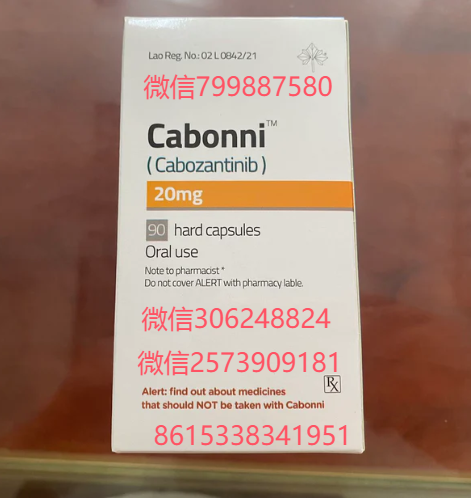 Lao Reg. No.: 02 L 0842/21
微信799887580
Cabonni™
( Cabozantinib )
20mg
90 hard capsules
Oral use
Note to pharmacist *
Do not cover ALERT with pharmacy lable.
微信306248824
微信2573909181
Rx
Alert: find out about medicines
that should NOT be taken with Cabonni
8615338341951